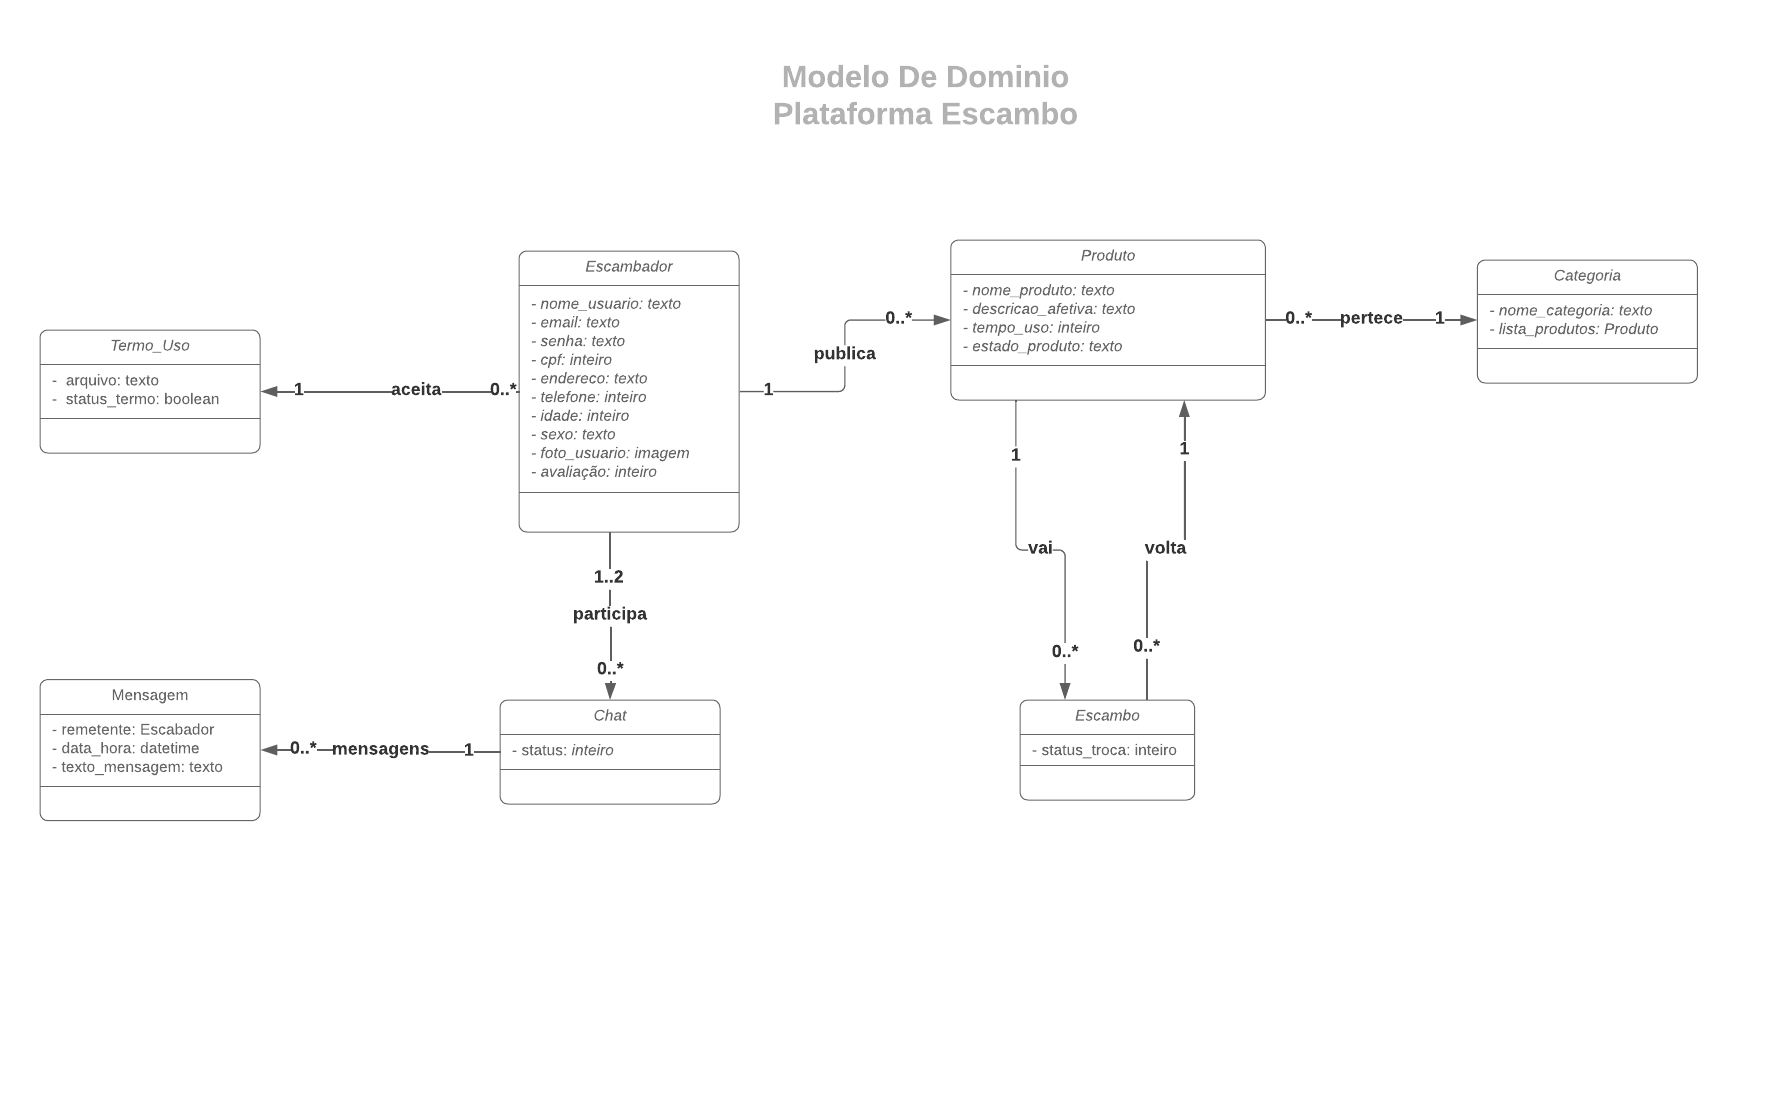 Modelo De Dominio
Plataforma Escambo
Escambador
- nome_usuario: texto
- email: texto
- senha: texto
- cpf: inteiro
- endereco: texto
- telefone: inteiro
- idade: inteiro
- sexo: texto
- foto_usuario: imagem
- avaliação: inteiro
Produto
- nome_produto: texto
- descricao_afetiva: texto
- tempo_uso: inteiro
- estado_produto: texto
Categoria
- nome_categoria: texto
- lista_produtos: Produto
Termo_Uso
- arquivo: texto
- status_termo: boolean
1 aceita 0..*
1 publica 0..*
0..* pertece 1
1
vai
0..*
1
volta
0..*
1..2
participa
0..*
Mensagem
- remetente: Escabador
- data_hora: datetime
- texto_mensagem: texto
0..* mensagens 1
Chat
- status: inteiro
Escambo
- status_troca: inteiro